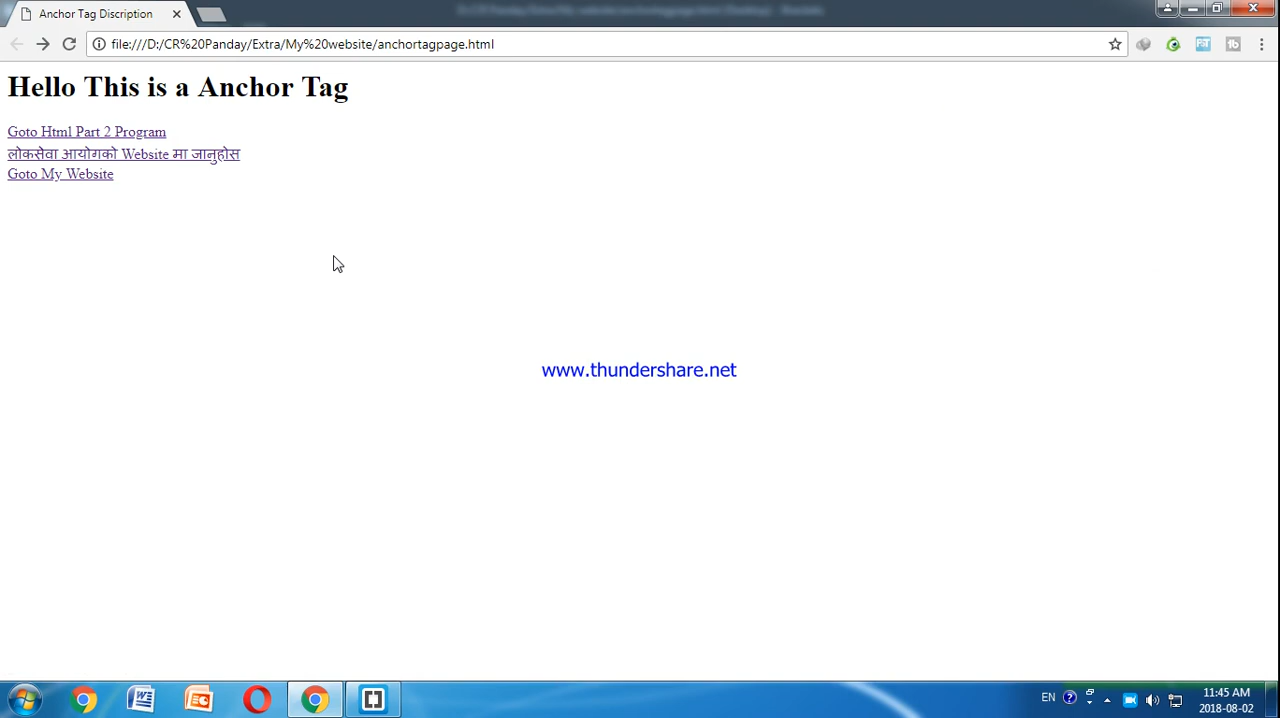 Anchor Tag Discription
file:///D:/CR%20Panday/Extra/My%20website/anchortagpage.html
Hello This is a Anchor Tag
Goto Html Part 2 Program
लोकसेवा आयोगको Website मा जानुहोस
Goto My Website
www.thundershare.net
EN
11:45 AM
2018-08-02